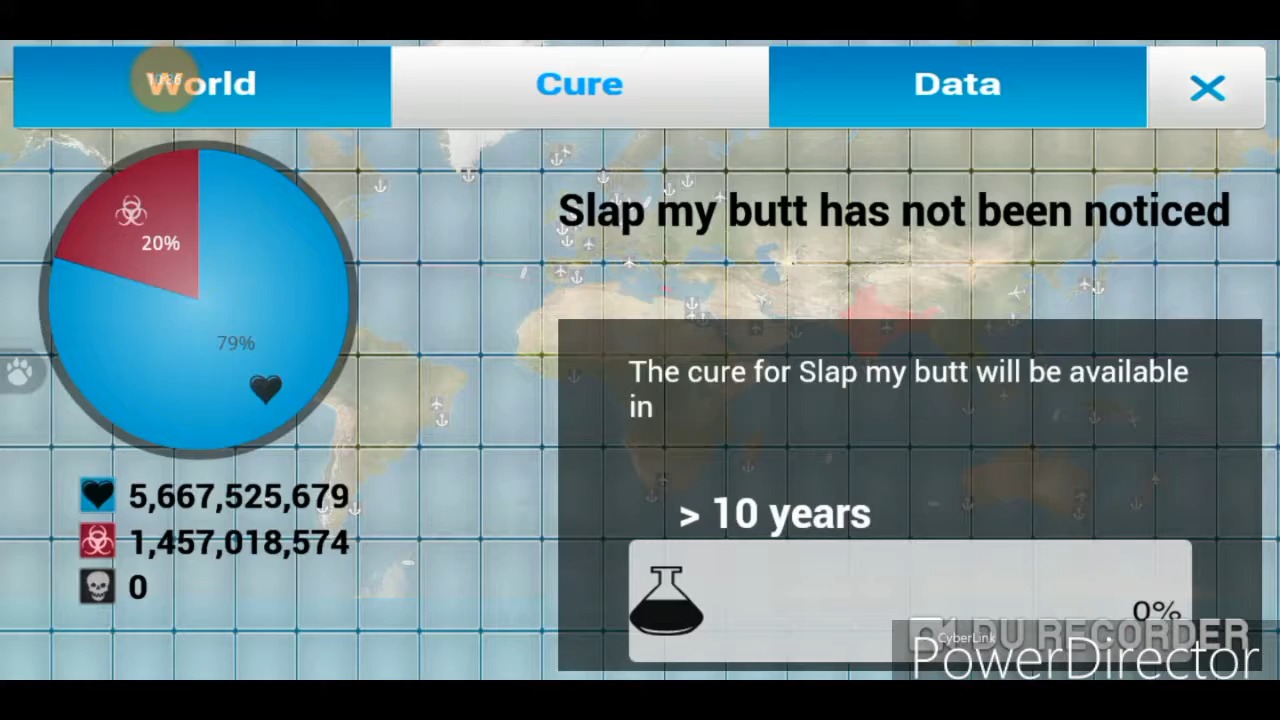 World
Cure
Data
Slap my butt has not been noticed
20%
79%
The cure for Slap my butt will be available
in
> 10 years
5,667,525,679
1,457,018,574
0
0%
DU RECORDER
CyberLink
PowerDirector